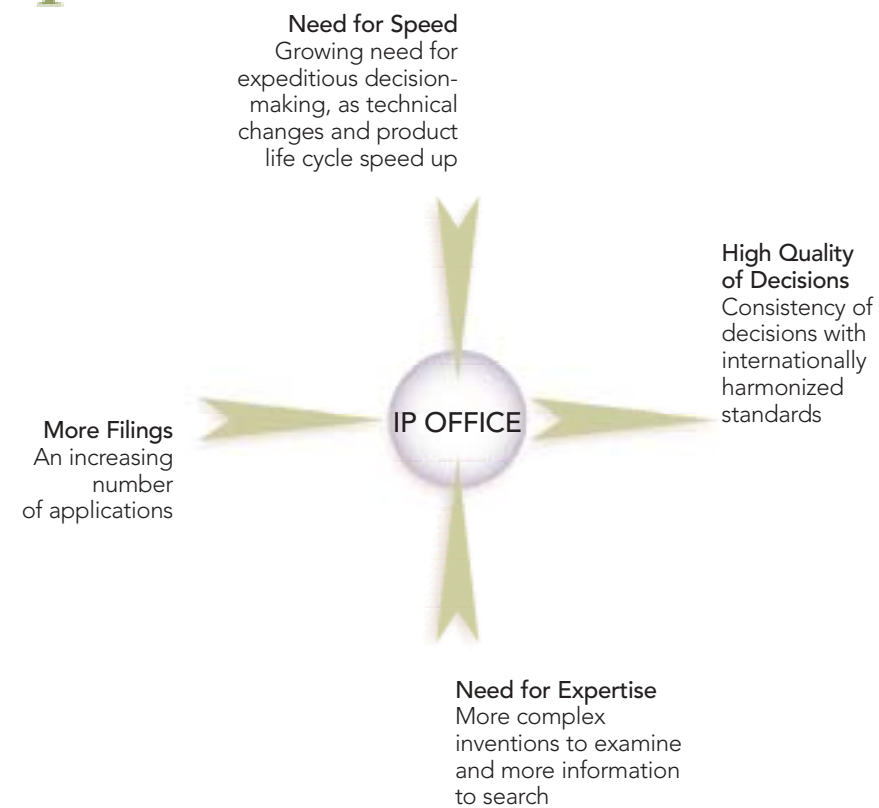 Need for Speed
Growing need for
expeditious decision-
making, as technical
changes and product
life cycle speed up
High Quality
of Decisions
Consistency of
decisions with
internationally
harmonized
standards
IP OFFICE
More Filings
An increasing
number
of applications
Need for Expertise
More complex
inventions to examine
and more information
to search